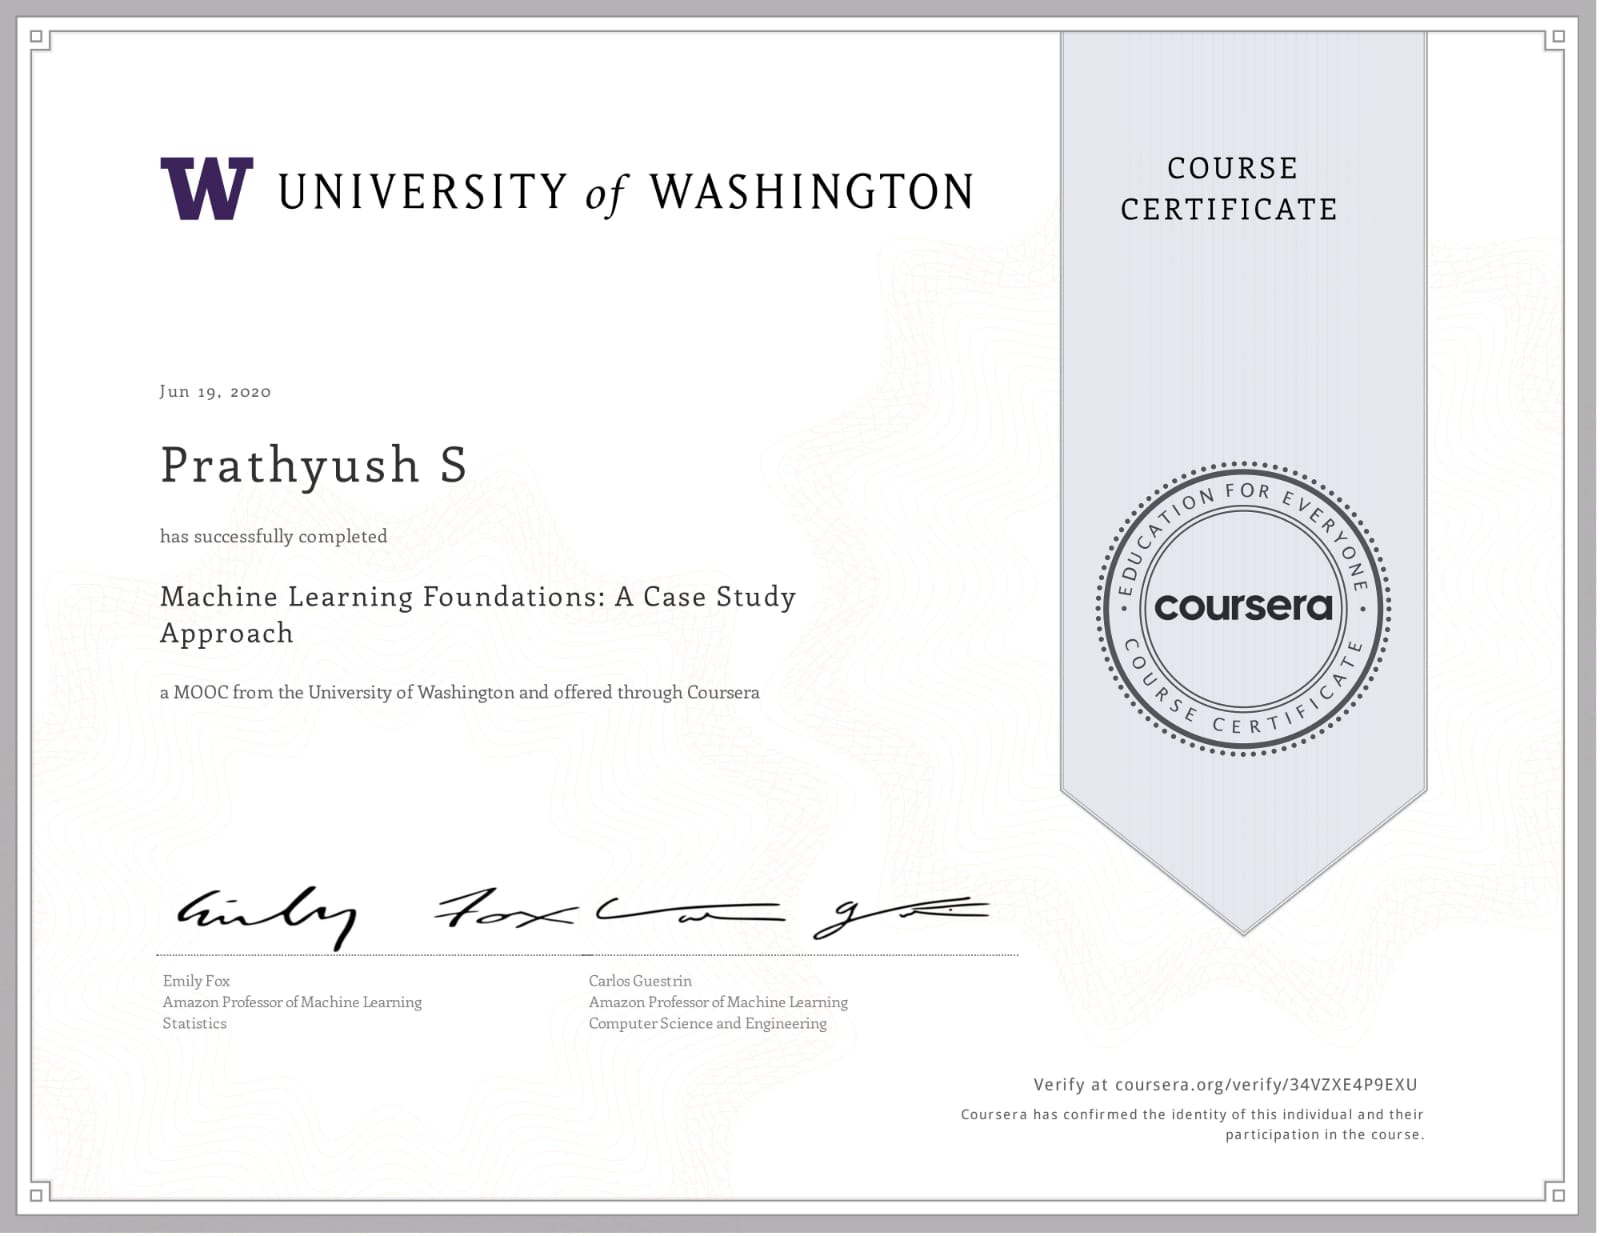 W UNIVERSITY of WASHINGTON
COURSE
CERTIFICATE
Jun 19, 2020
Prathyush S
has successfully completed
Machine Learning Foundations: A Case Study
Approach
a MOOC from the University of Washington and offered through Coursera
EDUCATION FOR EVERYONE
coursera
COURSE CERTIFICATE
Emily Fox
Emily Fox
Amazon Professor of Machine Learning
Statistics
Carlos Guestrin
Amazon Professor of Machine Learning
Computer Science and Engineering
Verify at coursera.org/verify/34VZXE4P9EXU
Coursera has confirmed the identity of this individual and their
participation in the course.